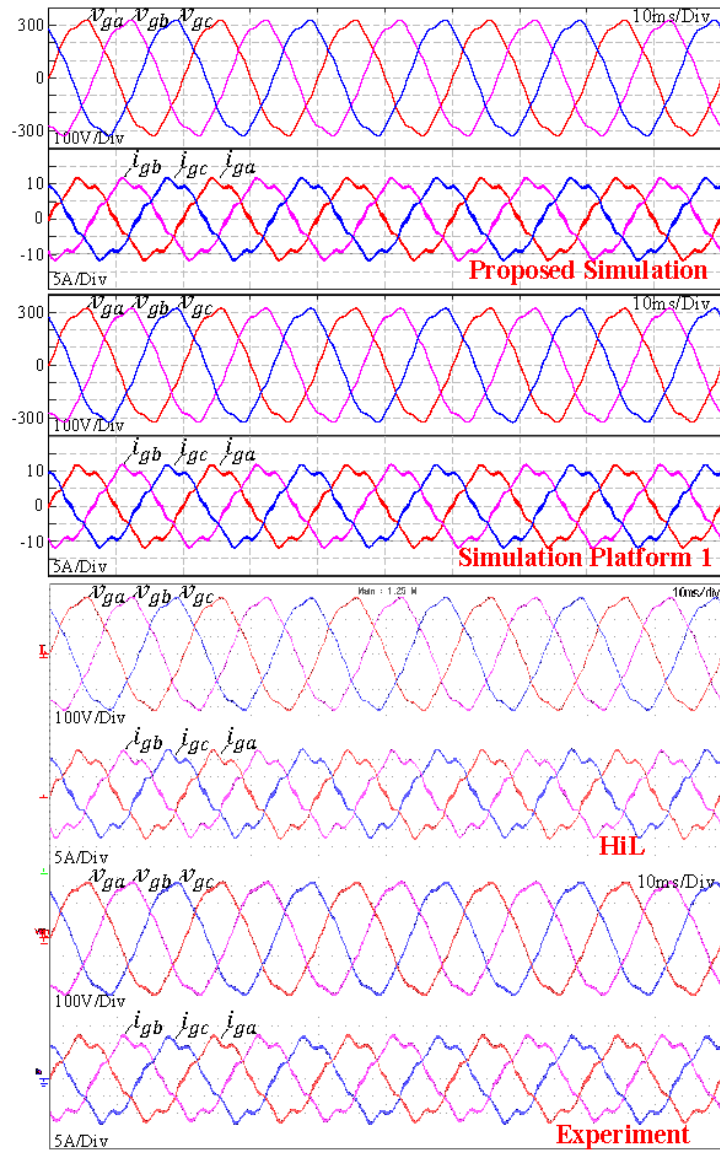 300 v_ga v_gb v_gc 10ms/Div
0
-300
100V/Div
i_gb i_gc i_ga
10
0
-10
5A/Div Proposed Simulation
v_ga v_gb v_gc 10ms/Div
300
0
-300
100V/Div
i_gb i_gc i_ga
10
0
-10
5A/Div Simulation Platform 1
v_ga v_gb v_gc Main : 1.25 M 10ms/div
100V/Div
i_gb i_gc i_ga
5A/Div HiL
v_ga v_gb v_gc 10ms/Div
100V/Div
i_gb i_gc i_ga
5A/Div Experiment